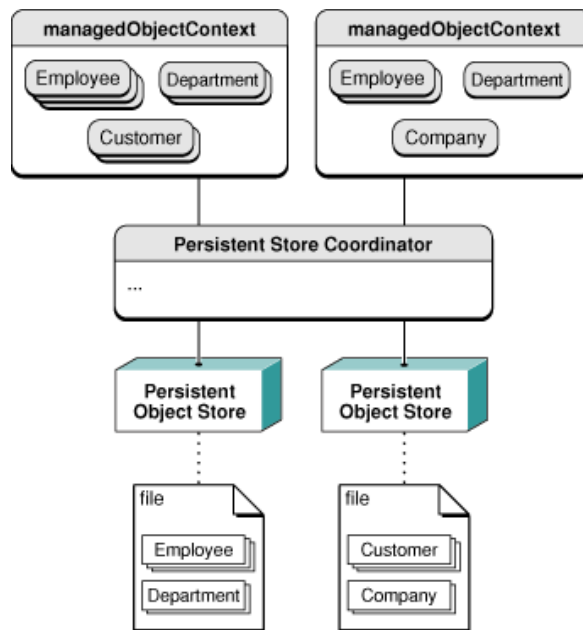 managedObjectContext
Employee
Department
Customer
managedObjectContext
Employee
Department
Company
Persistent Store Coordinator
...
Persistent
Object Store
Persistent
Object Store
file
Employee
Department
file
Customer
Company